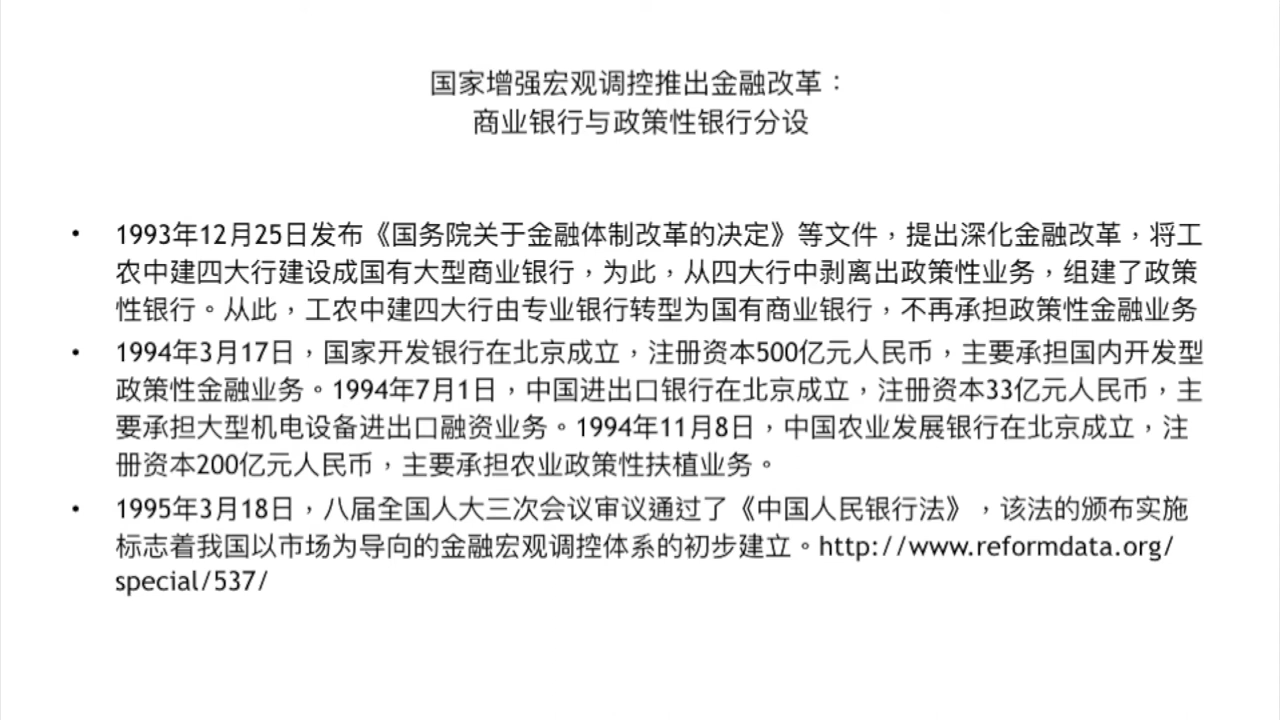 国家增强宏观调控推出金融改革：
商业银行与政策性银行分设
• 1993年12月25日发布《国务院关于金融体制改革的决定》等文件，提出深化金融改革，将工
农中建四大行建设成国有大型商业银行，为此，从四大行中剥离出政策性业务，组建了政策
性银行。从此，工农中建四大行由专业银行转型为国有商业银行，不再承担政策性金融业务
• 1994年3月17日，国家开发银行在北京成立，注册资本500亿元人民币，主要承担国内开发型
政策性金融业务。1994年7月1日，中国进出口银行在北京成立，注册资本33亿元人民币，主
要承担大型机电设备进出口融资业务。1994年11月8日，中国农业发展银行在北京成立，注
册资本200亿元人民币，主要承担农业政策性扶植业务。
• 1995年3月18日，八届全国人大三次会议审议通过了《中国人民银行法》，该法的颁布实施
标志着我国以市场为导向的金融宏观调控体系的初步建立。http://www.reformdata.org/
special/537/